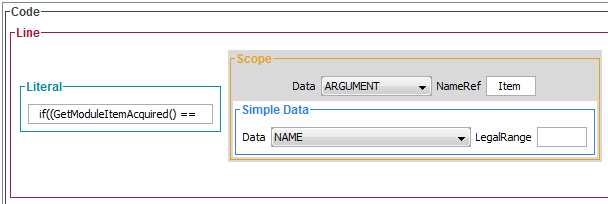 Code
Line
Scope
Data ARGUMENT NameRef Item
Literal
if((GetModuleItemAcquired() ==
Simple Data
Data NAME LegalRange